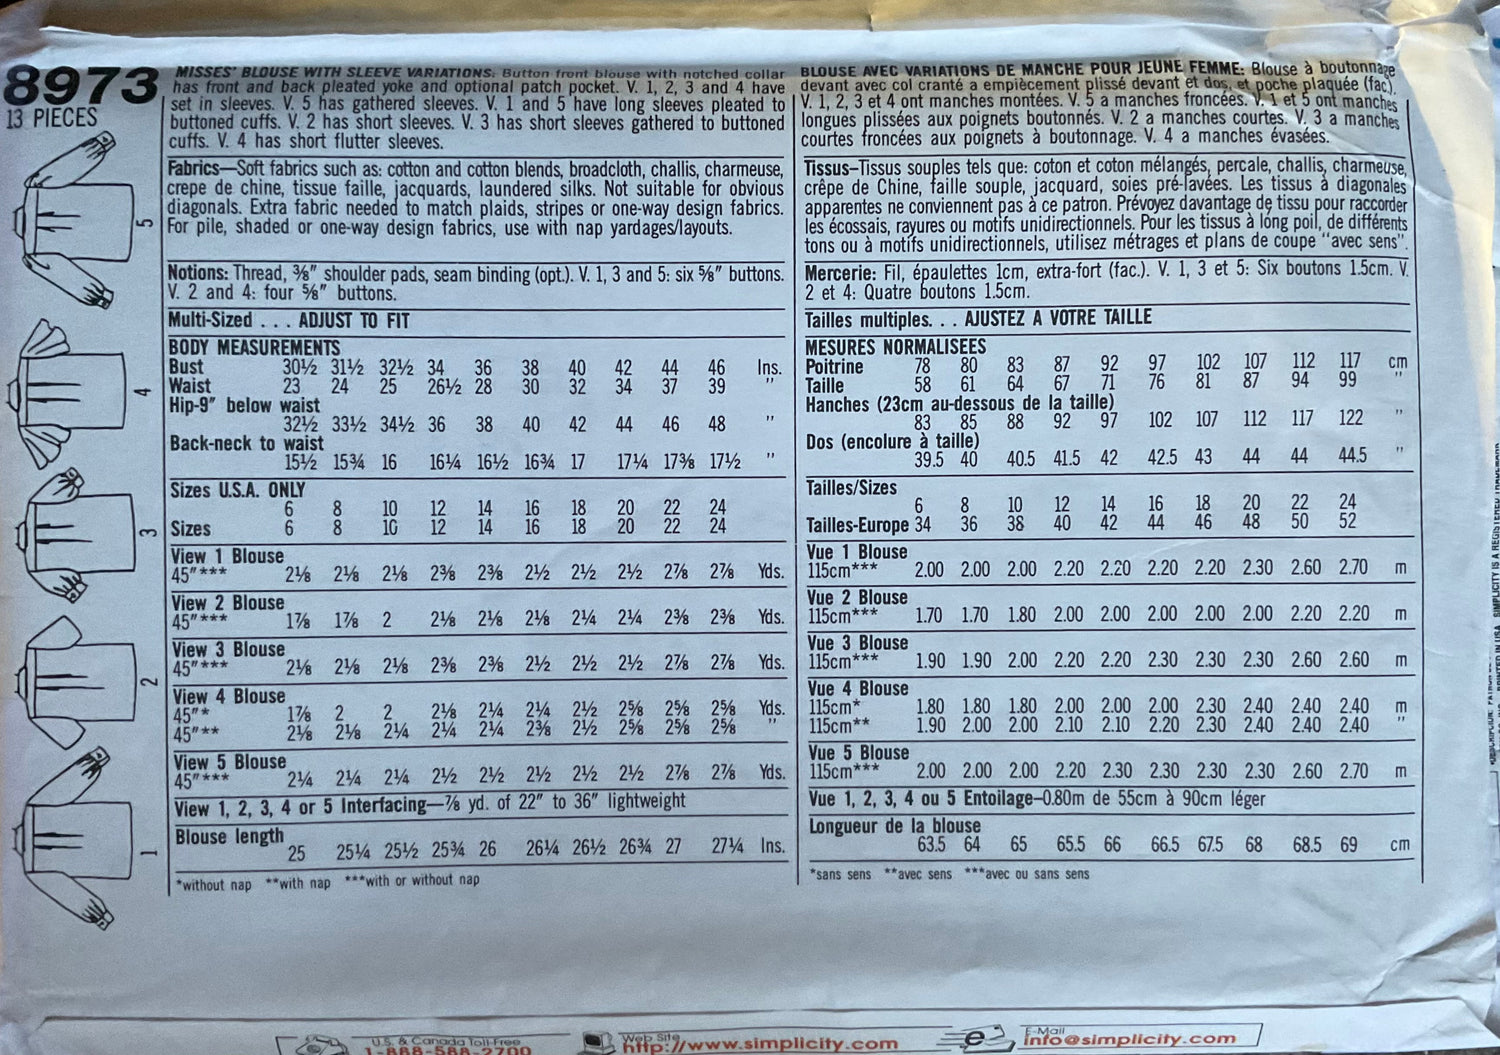 8973
13 PIECES
MISSES' BLOUSE WITH SLEEVE VARIATIONS: Button front blouse with notched collar
has front and back pleated yoke and optional patch pocket. V. 1, 2, 3 and 4 have
set in sleeves. V. 5 has gathered sleeves. V. 1 and 5 have long sleeves pleated to
buttoned cuffs. V. 2 has short sleeves. V. 3 has short sleeves gathered to buttoned
cuffs. V. 4 has short flutter sleeves.
Fabrics—Soft fabrics such as: cotton and cotton blends, broadcloth, challis, charmeuse,
crepe de chine, tissue faille, jacquards, laundered silks. Not suitable for obvious
diagonals. Extra fabric needed to match plaids, stripes or one-way design fabrics.
For pile, shaded or one-way design fabrics, use with nap yardages/layouts.
Notions: Thread, ⅜" shoulder pads, seam binding (opt.). V. 1, 3 and 5: six ⅝" buttons.
V. 2 and 4: four ⅝" buttons.
Multi-Sized . . . ADJUST TO FIT
BODY MEASUREMENTS
Bust 30½ 31½ 32½ 34 36 38 40 42 44 46 Ins.
Waist 23 24 25 26½ 28 30 32 34 37 39 "
Hip-9" below waist
32½ 33½ 34½ 36 38 40 42 44 46 48 "
Back-neck to waist
15½ 15¾ 16 16¼ 16½ 16¾ 17 17¼ 17⅜ 17½ "
Sizes U.S.A. ONLY
6 8 10 12 14 16 18 20 22 24
Sizes 6 8 10 12 14 16 18 20 22 24
View 1 Blouse
45"*** 2⅛ 2⅛ 2⅛ 2⅜ 2⅜ 2½ 2½ 2½ 2⅞ 2⅞ Yds.
View 2 Blouse
45"*** 1⅞ 1⅞ 2 2⅛ 2⅛ 2⅛ 2¼ 2¼ 2⅜ 2⅜ Yds.
View 3 Blouse
45"*** 2⅛ 2⅛ 2⅛ 2⅜ 2⅜ 2½ 2½ 2½ 2⅞ 2⅞ Yds.
View 4 Blouse
45"* 1⅞ 2 2 2⅛ 2¼ 2¼ 2½ 2⅝ 2⅝ 2⅝ Yds.
45"** 2⅛ 2⅛ 2¼ 2¼ 2¼ 2⅜ 2½ 2⅝ 2⅝ 2⅝ "
View 5 Blouse
45"*** 2¼ 2¼ 2¼ 2½ 2½ 2½ 2½ 2½ 2⅞ 2⅞ Yds.
View 1, 2, 3, 4 or 5 Interfacing—⅞ yd. of 22" to 36" lightweight
Blouse length
25 25¼ 25½ 25¾ 26 26¼ 26½ 26¾ 27 27¼ Ins.
*without nap **with nap ***with or without nap
BLOUSE AVEC VARIATIONS DE MANCHE POUR JEUNE FEMME: Blouse à boutonnage
devant avec col cranté a empiècement plissé devant et dos, et poche plaquée (fac).
V. 1, 2, 3 et 4 ont manches montées. V. 5 a manches froncées. V. 1 et 5 ont manches
longues plissées aux poignets boutonnés. V. 2 a manches courtes. V. 3 a manches
courtes froncées aux poignets à boutonnage. V. 4 a manches évasées.
Tissus–Tissus souples tels que: coton et coton mélangés, percale, challis, charmeuse,
crêpe de Chine, faille souple, jacquard, soies pré-lavées. Les tissus à diagonales
apparentes ne conviennent pas à ce patron. Prévoyez davantage de tissu pour raccorder
les écossais, rayures ou motifs unidirectionnels. Pour les tissus à long poil, de différents
tons ou à motifs unidirectionnels, utilisez métrages et plans de coupe "avec sens".
Mercerie: Fil, épaulettes 1cm, extra-fort (fac.). V. 1, 3 et 5: Six boutons 1.5cm. V.
2 et 4: Quatre boutons 1.5cm.
Tailles multiples. . . AJUSTEZ A VOTRE TAILLE
MESURES NORMALISEES
Poitrine 78 80 83 87 92 97 102 107 112 117 cm
Taille 58 61 64 67 71 76 81 87 94 99 "
Hanches (23cm au-dessous de la taille)
83 85 88 92 97 102 107 112 117 122 "
Dos (encolure à taille)
39.5 40 40.5 41.5 42 42.5 43 44 44 44.5 "
Tailles/Sizes
6 8 10 12 14 16 18 20 22 24
Tailles-Europe 34 36 38 40 42 44 46 48 50 52
Vue 1 Blouse
115cm*** 2.00 2.00 2.00 2.20 2.20 2.20 2.20 2.30 2.60 2.70 m
Vue 2 Blouse
115cm*** 1.70 1.70 1.80 2.00 2.00 2.00 2.00 2.00 2.20 2.20 m
Vue 3 Blouse
115cm*** 1.90 1.90 2.00 2.20 2.20 2.30 2.30 2.30 2.60 2.60 m
Vue 4 Blouse
115cm* 1.80 1.80 1.80 2.00 2.00 2.00 2.30 2.40 2.40 2.40 m
115cm** 1.90 2.00 2.00 2.10 2.10 2.20 2.30 2.40 2.40 2.40 "
Vue 5 Blouse
115cm*** 2.00 2.00 2.00 2.20 2.30 2.30 2.30 2.30 2.60 2.70 m
Vue 1, 2, 3, 4 ou 5 Entoilage–0.80m de 55cm à 90cm léger
Longueur de la blouse
63.5 64 65 65.5 66 66.5 67.5 68 68.5 69 cm
*sans sens **avec sens ***avec ou sans sens
5
4
3
2
1
SIMPLICITY IS A REGISTERED
PRINTED IN USA
U.S. & Canada Toll-Free
1-888-588-2700
Web Site
http://www.simplicity.com
E-Mail
info@simplicity.com